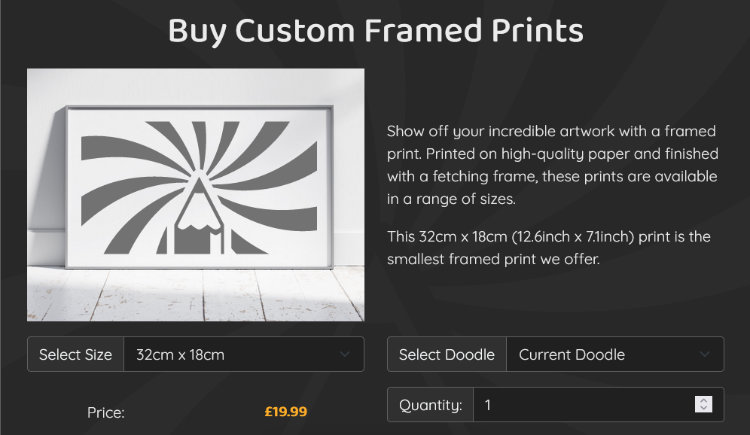 Buy Custom Framed Prints
Show off your incredible artwork with a framed
print. Printed on high-quality paper and finished
with a fetching frame, these prints are available
in a range of sizes.
This 32cm x 18cm (12.6inch x 7.1inch) print is the
smallest framed print we offer.
Select Size 32cm x 18cm
Select Doodle Current Doodle
Price: £19.99
Quantity: 1